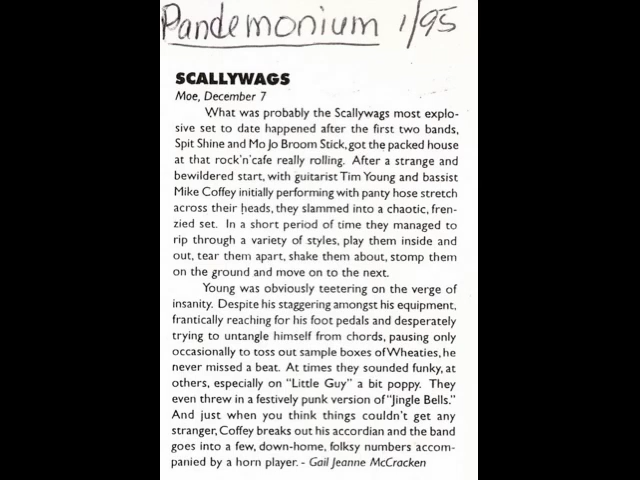 Pandemonium 1/95
SCALLYWAGS
Moe, December 7
What was probably the Scallywags most explo-
sive set to date happened after the first two bands,
Spit Shine and Mo Jo Broom Stick, got the packed house
at that rock'n'cafe really rolling. After a strange and
bewildered start, with guitarist Tim Young and bassist
Mike Coffey initially performing with panty hose stretch
across their heads, they slammed into a chaotic, fren-
zied set. In a short period of time they managed to
rip through a variety of styles, play them inside and
out, tear them apart, shake them about, stomp them
on the ground and move on to the next.
Young was obviously teetering on the verge of
insanity. Despite his staggering amongst his equipment,
frantically reaching for his foot pedals and desperately
trying to untangle himself from chords, pausing only
occasionally to toss out sample boxes of Wheaties, he
never missed a beat. At times they sounded funky, at
others, especially on "Little Guy" a bit poppy. They
even threw in a festively punk version of "Jingle Bells."
And just when you think things couldn't get any
stranger, Coffey breaks out his accordian and the band
goes into a few, down-home, folksy numbers accom-
panied by a horn player. - Gail Jeanne McCracken